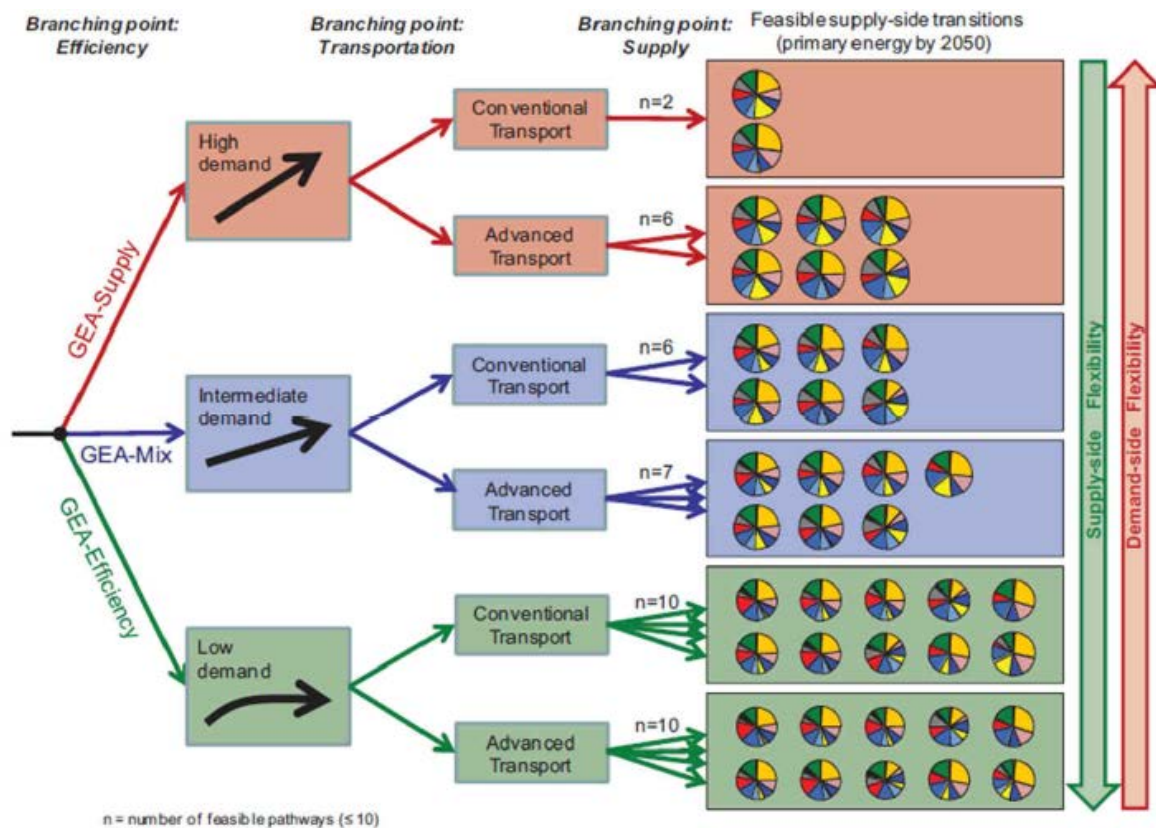 Branching point:
Efficiency
Branching point:
Transportation
Branching point:
Supply
Feasible supply-side transitions
(primary energy by 2050)
High
demand
Conventional
Transport
n=2
Advanced
Transport
n=6
GEA-Supply
Intermediate
demand
GEA-Mix
Conventional
Transport
n=6
Advanced
Transport
n=7
GEA-Efficiency
Low
demand
Conventional
Transport
n=10
Advanced
Transport
n=10
Supply-side Flexibility
Demand-side Flexibility
n = number of feasible pathways (≤ 10)